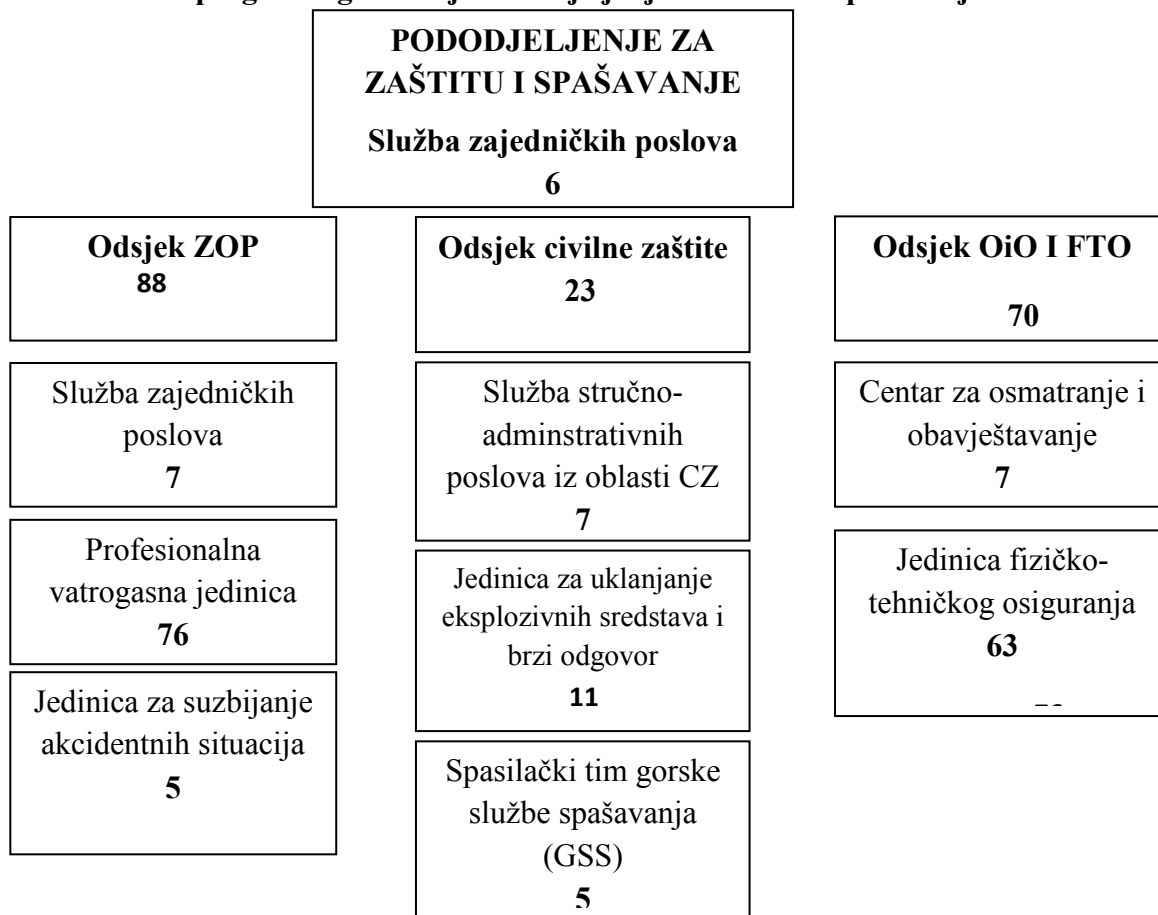 PODODJELJENJE ZA
ZAŠTITU I SPAŠAVANJE
Služba zajedničkih poslova
6
Odsjek ZOP
88
Služba zajedničkih
poslova
7
Profesionalna
vatrogasna jedinica
76
Jedinica za suzbijanje
akcidentnih situacija
5
Odsjek civilne zaštite
23
Služba stručno-
adminstrativnih
poslova iz oblasti CZ
7
Jedinica za uklanjanje
eksplozivnih sredstava i
brzi odgovor
11
Spasilački tim gorske
službe spašavanja
(GSS)
5
Odsjek OiO I FTO
70
Centar za osmatranje i
obavještavanje
7
Jedinica fizičko-
tehničkog osiguranja
63